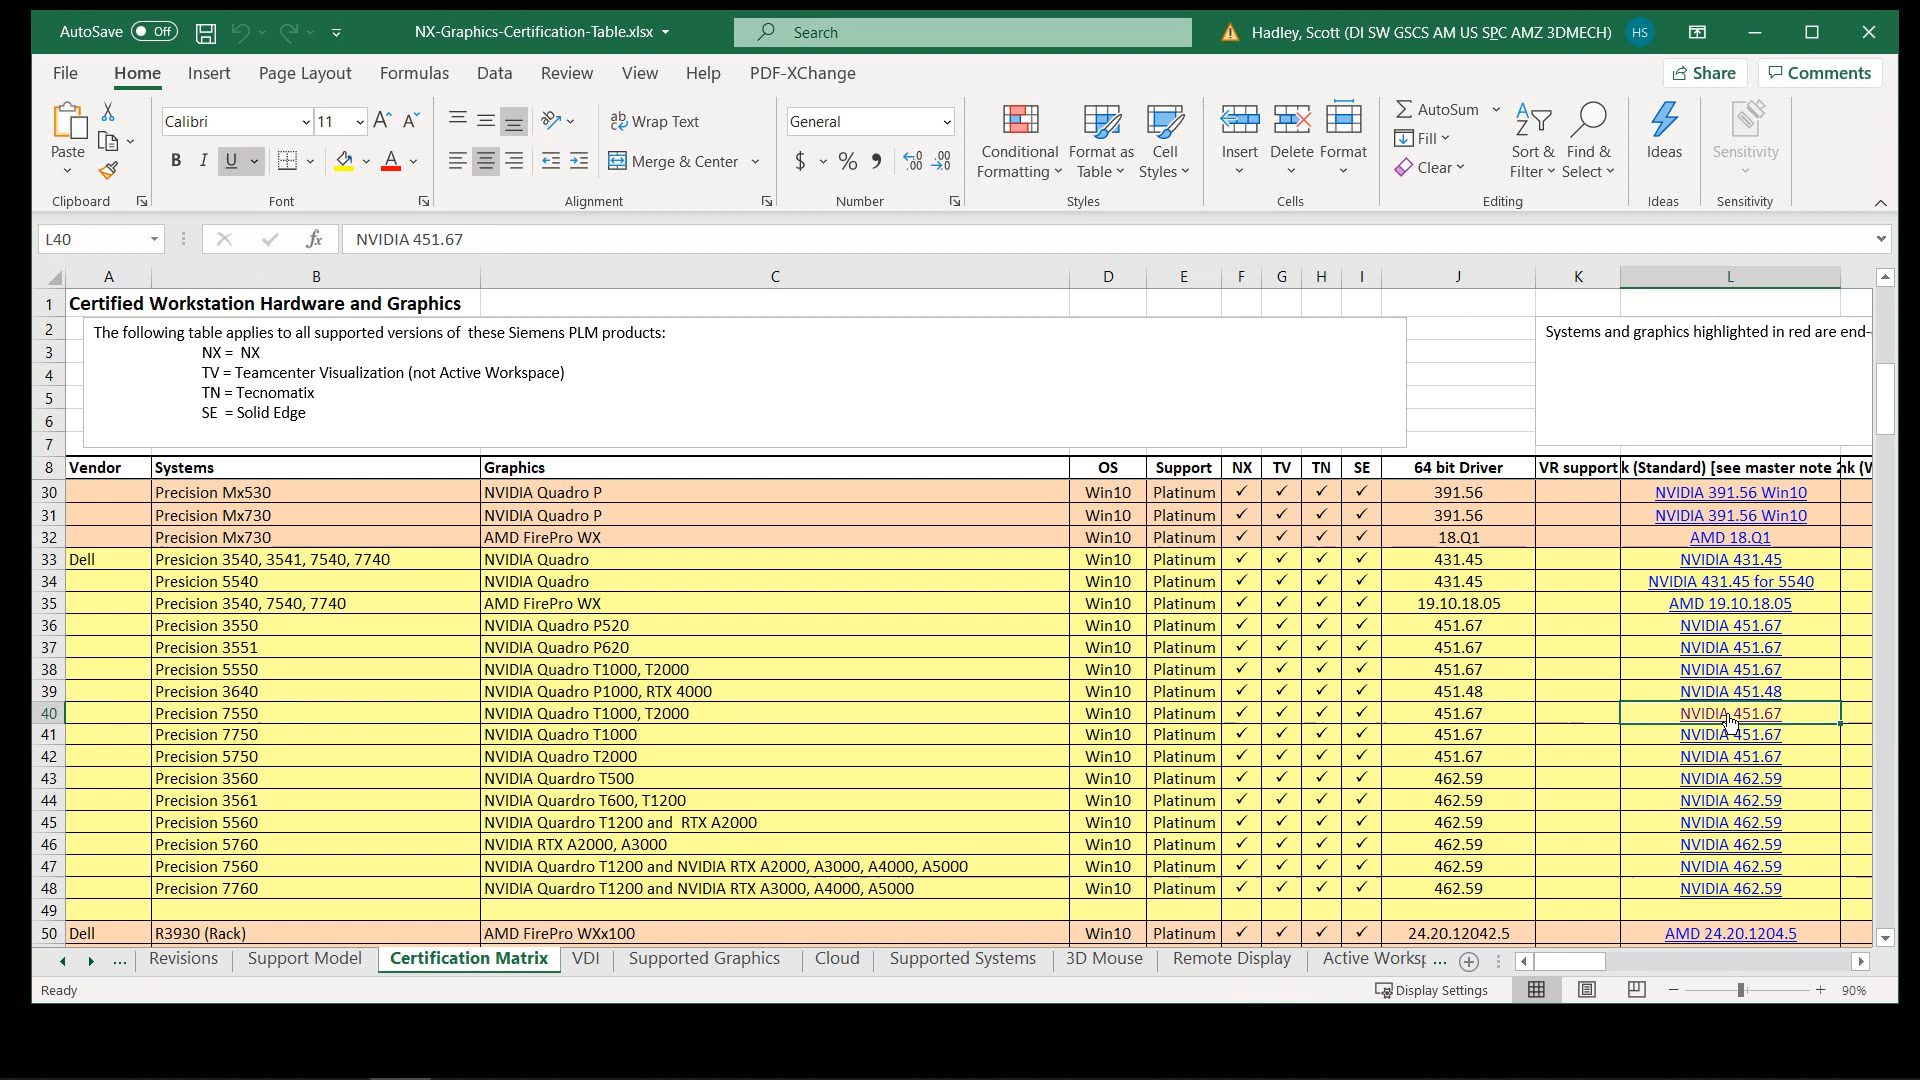 AutoSave Off NX-Graphics-Certification-Table.xlsx Search Hadley, Scott (DI SW GSCS AM US SPC AMZ 3DMECH) HS
File Home Insert Page Layout Formulas Data Review View Help PDF-XChange Share Comments
Calibri 11 Wrap Text General AutoSum
Paste Conditional Formatting Format as Table Cell Styles Insert Delete Format Fill Sort & Filter Find & Select Ideas Sensitivity
B I U A Merge & Center $ % Clear
Clipboard Font Alignment Number Styles Cells Editing Ideas Sensitivity
L40 fx NVIDIA 451.67
A B C D E F G H I J K L
1 Certified Workstation Hardware and Graphics
2 The following table applies to all supported versions of these Siemens PLM products: Systems and graphics highlighted in red are end-
3 NX = NX
4 TV = Teamcenter Visualization (not Active Workspace)
5 TN = Tecnomatix
6 SE = Solid Edge
7
8 Vendor Systems Graphics OS Support NX TV TN SE 64 bit Driver VR support k (Standard) [see master note 2 nk (W
30 Precision Mx530 NVIDIA Quadro P Win10 Platinum ✓ ✓ ✓ ✓ 391.56 NVIDIA 391.56 Win10
31 Precision Mx730 NVIDIA Quadro P Win10 Platinum ✓ ✓ ✓ ✓ 391.56 NVIDIA 391.56 Win10
32 Precision Mx730 AMD FirePro WX Win10 Platinum ✓ ✓ ✓ ✓ 18.Q1 AMD 18.Q1
33 Dell Presicion 3540, 3541, 7540, 7740 NVIDIA Quadro Win10 Platinum ✓ ✓ ✓ ✓ 431.45 NVIDIA 431.45
34 Presicion 5540 NVIDIA Quadro Win10 Platinum ✓ ✓ ✓ ✓ 431.45 NVIDIA 431.45 for 5540
35 Precision 3540, 7540, 7740 AMD FirePro WX Win10 Platinum ✓ ✓ ✓ ✓ 19.10.18.05 AMD 19.10.18.05
36 Precision 3550 NVIDIA Quadro P520 Win10 Platinum ✓ ✓ ✓ ✓ 451.67 NVIDIA 451.67
37 Precision 3551 NVIDIA Quadro P620 Win10 Platinum ✓ ✓ ✓ ✓ 451.67 NVIDIA 451.67
38 Precision 5550 NVIDIA Quadro T1000, T2000 Win10 Platinum ✓ ✓ ✓ ✓ 451.67 NVIDIA 451.67
39 Precision 3640 NVIDIA Quadro P1000, RTX 4000 Win10 Platinum ✓ ✓ ✓ ✓ 451.48 NVIDIA 451.48
40 Precision 7550 NVIDIA Quadro T1000, T2000 Win10 Platinum ✓ ✓ ✓ ✓ 451.67 NVIDIA 451.67
41 Precision 7750 NVIDIA Quadro T1000 Win10 Platinum ✓ ✓ ✓ ✓ 451.67 NVIDIA 451.67
42 Precision 5750 NVIDIA Quadro T2000 Win10 Platinum ✓ ✓ ✓ ✓ 451.67 NVIDIA 451.67
43 Precision 3560 NVIDIA Quardro T500 Win10 Platinum ✓ ✓ ✓ ✓ 462.59 NVIDIA 462.59
44 Precision 3561 NVIDIA Quardro T600, T1200 Win10 Platinum ✓ ✓ ✓ ✓ 462.59 NVIDIA 462.59
45 Precision 5560 NVIDIA Quardro T1200 and RTX A2000 Win10 Platinum ✓ ✓ ✓ ✓ 462.59 NVIDIA 462.59
46 Precision 5760 NVIDIA RTX A2000, A3000 Win10 Platinum ✓ ✓ ✓ ✓ 462.59 NVIDIA 462.59
47 Precision 7560 NVIDIA Quardro T1200 and NVIDIA RTX A2000, A3000, A4000, A5000 Win10 Platinum ✓ ✓ ✓ ✓ 462.59 NVIDIA 462.59
48 Precision 7760 NVIDIA Quardro T1200 and NVIDIA RTX A3000, A4000, A5000 Win10 Platinum ✓ ✓ ✓ ✓ 462.59 NVIDIA 462.59
49
50 Dell R3930 (Rack) AMD FirePro WXx100 Win10 Platinum ✓ ✓ ✓ ✓ 24.20.12042.5 AMD 24.20.1204.5
... Revisions Support Model Certification Matrix VDI Supported Graphics Cloud Supported Systems 3D Mouse Remote Display Active Worksp ...
Ready Display Settings 90%